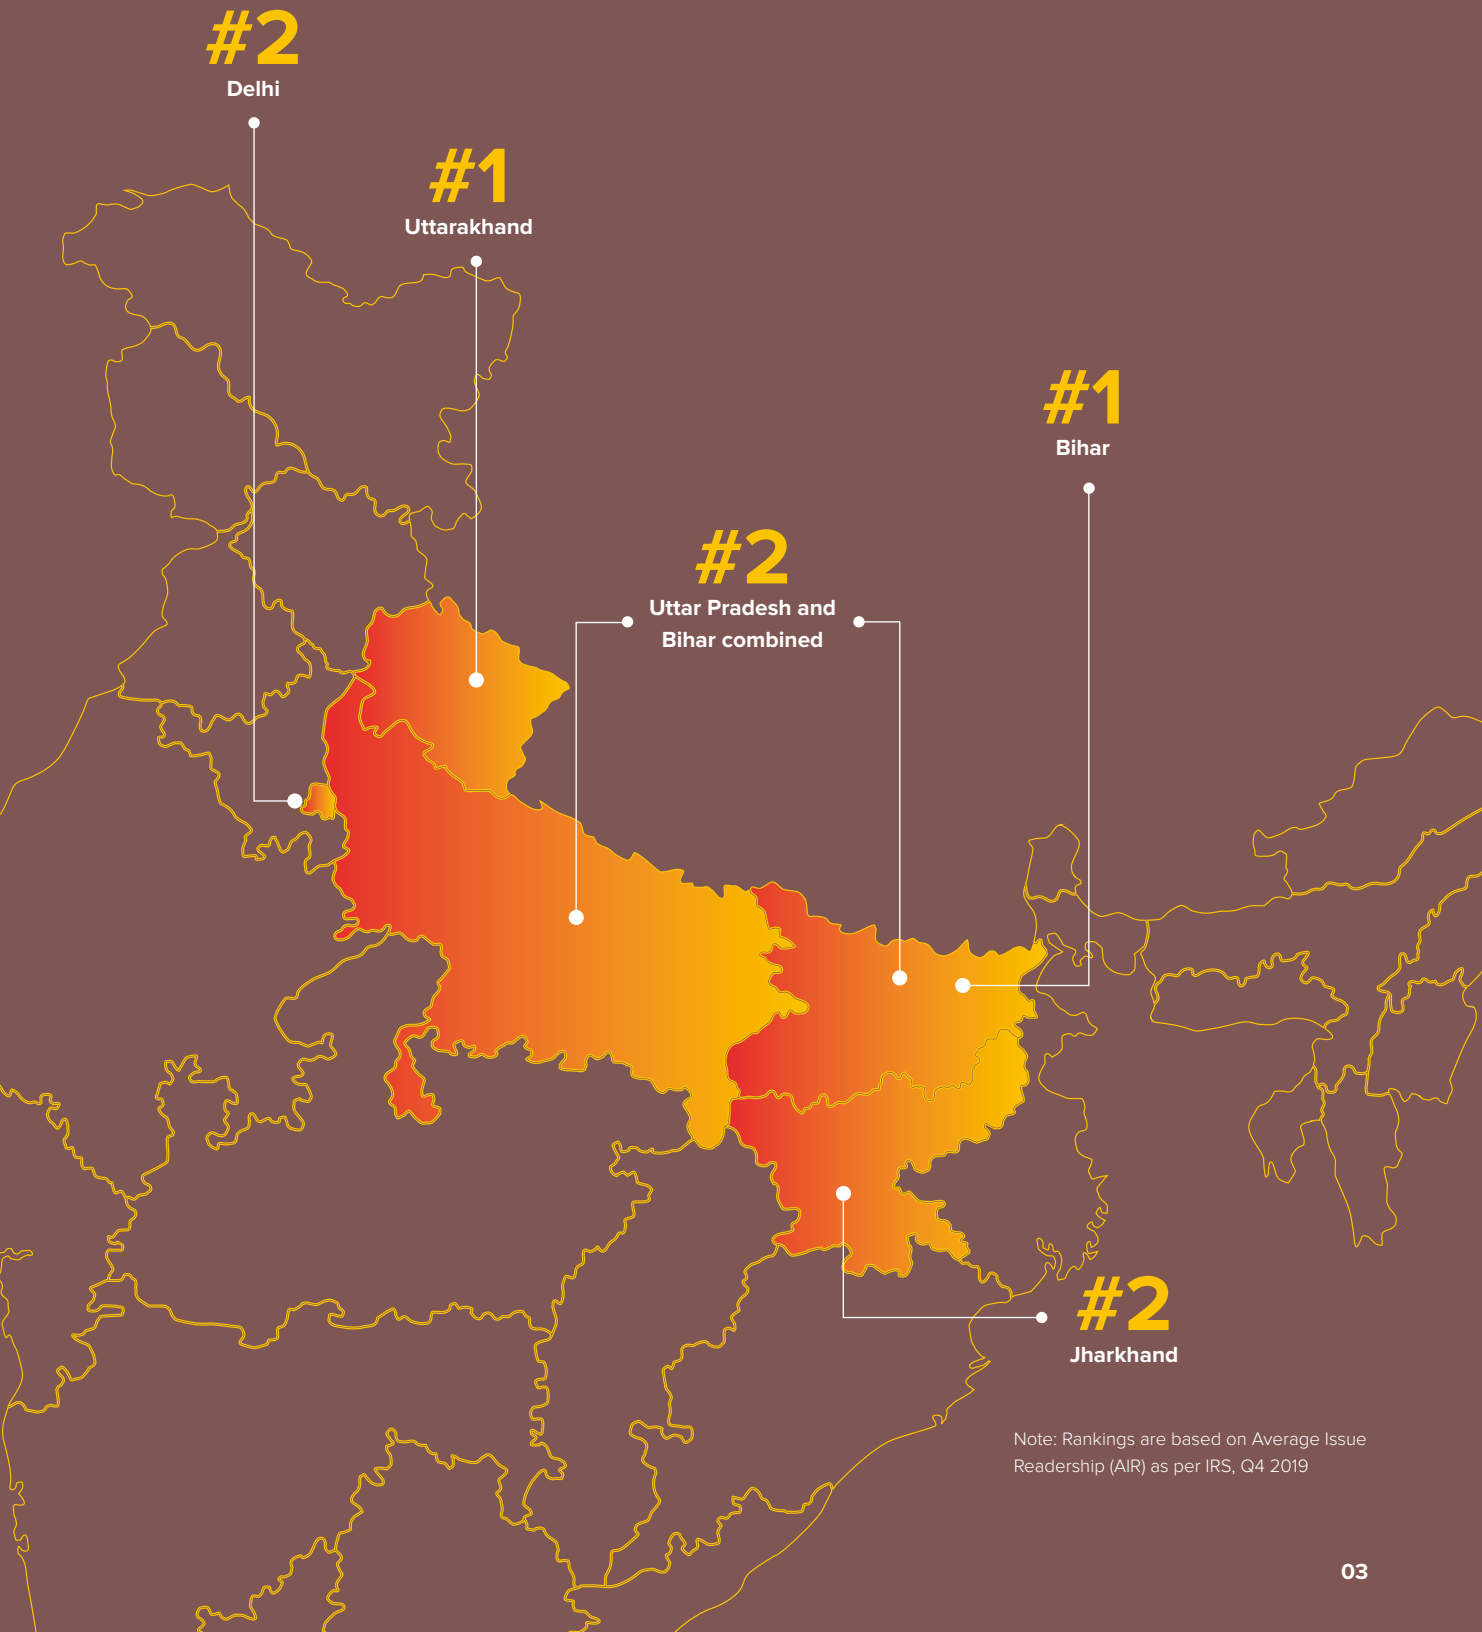 #2
Delhi
#1
Uttarakhand
#1
Bihar
#2
Uttar Pradesh and
Bihar combined
#2
Jharkhand
Note: Rankings are based on Average Issue
Readership (AIR) as per IRS, Q4 2019
03